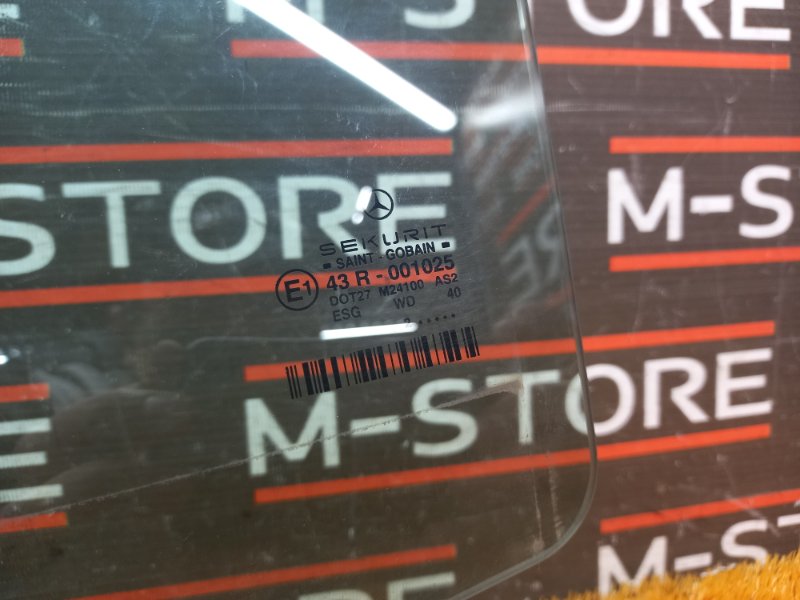 M-STORE
STORE
M-S
SEKURIT
SAINT - GOBAIN
E1
43 R - 001025
DOT27 M24100 AS2
ESG WD 40
M-STORE
M-S